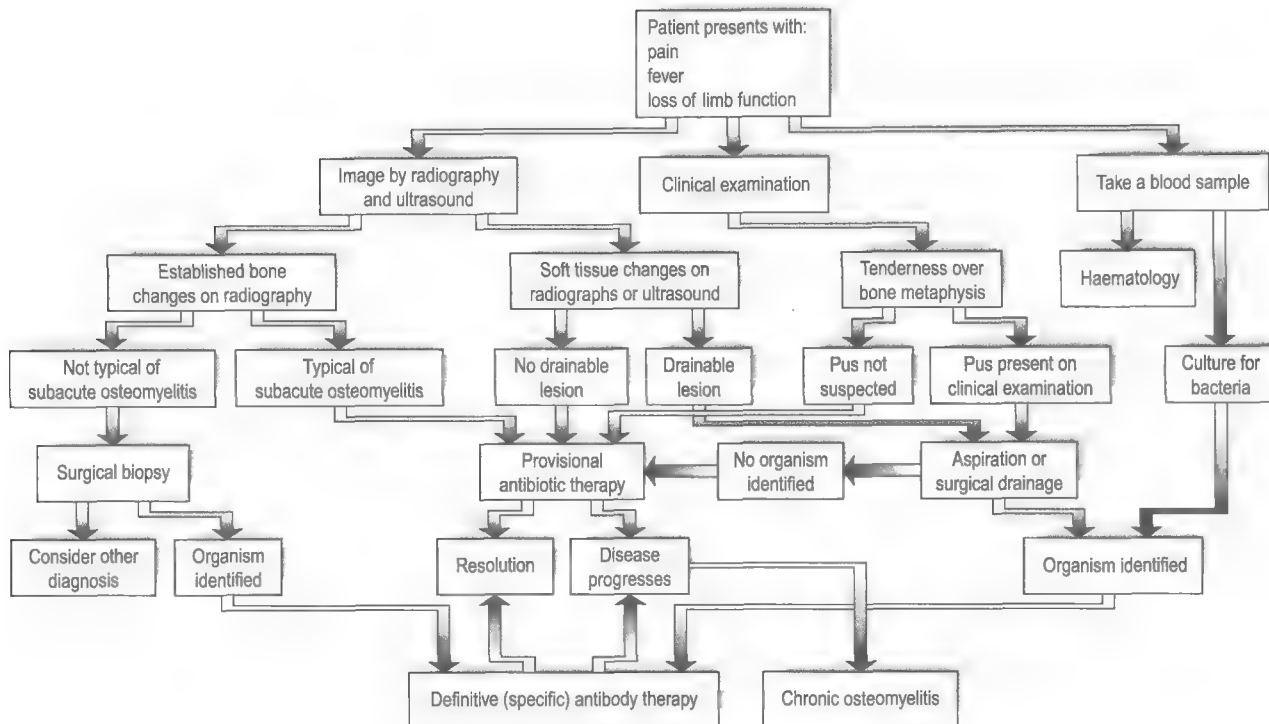 Patient presents with:
pain
fever
loss of limb function
Image by radiography
and ultrasound
Clinical examination
Take a blood sample
Established bone
changes on radiography
Soft tissue changes on
radiographs or ultrasound
Tenderness over
bone metaphysis
Haematology
Not typical of
subacute osteomyelitis
Typical of
subacute osteomyelitis
No drainable
lesion
Drainable
lesion
Pus not
suspected
Pus present on
clinical examination
Culture for
bacteria
Surgical biopsy
Provisional
antibiotic therapy
No organism
identified
Aspiration or
surgical drainage
Consider other
diagnosis
Organism
identified
Resolution
Disease
progresses
Organism identified
Definitive (specific) antibody therapy
Chronic osteomyelitis